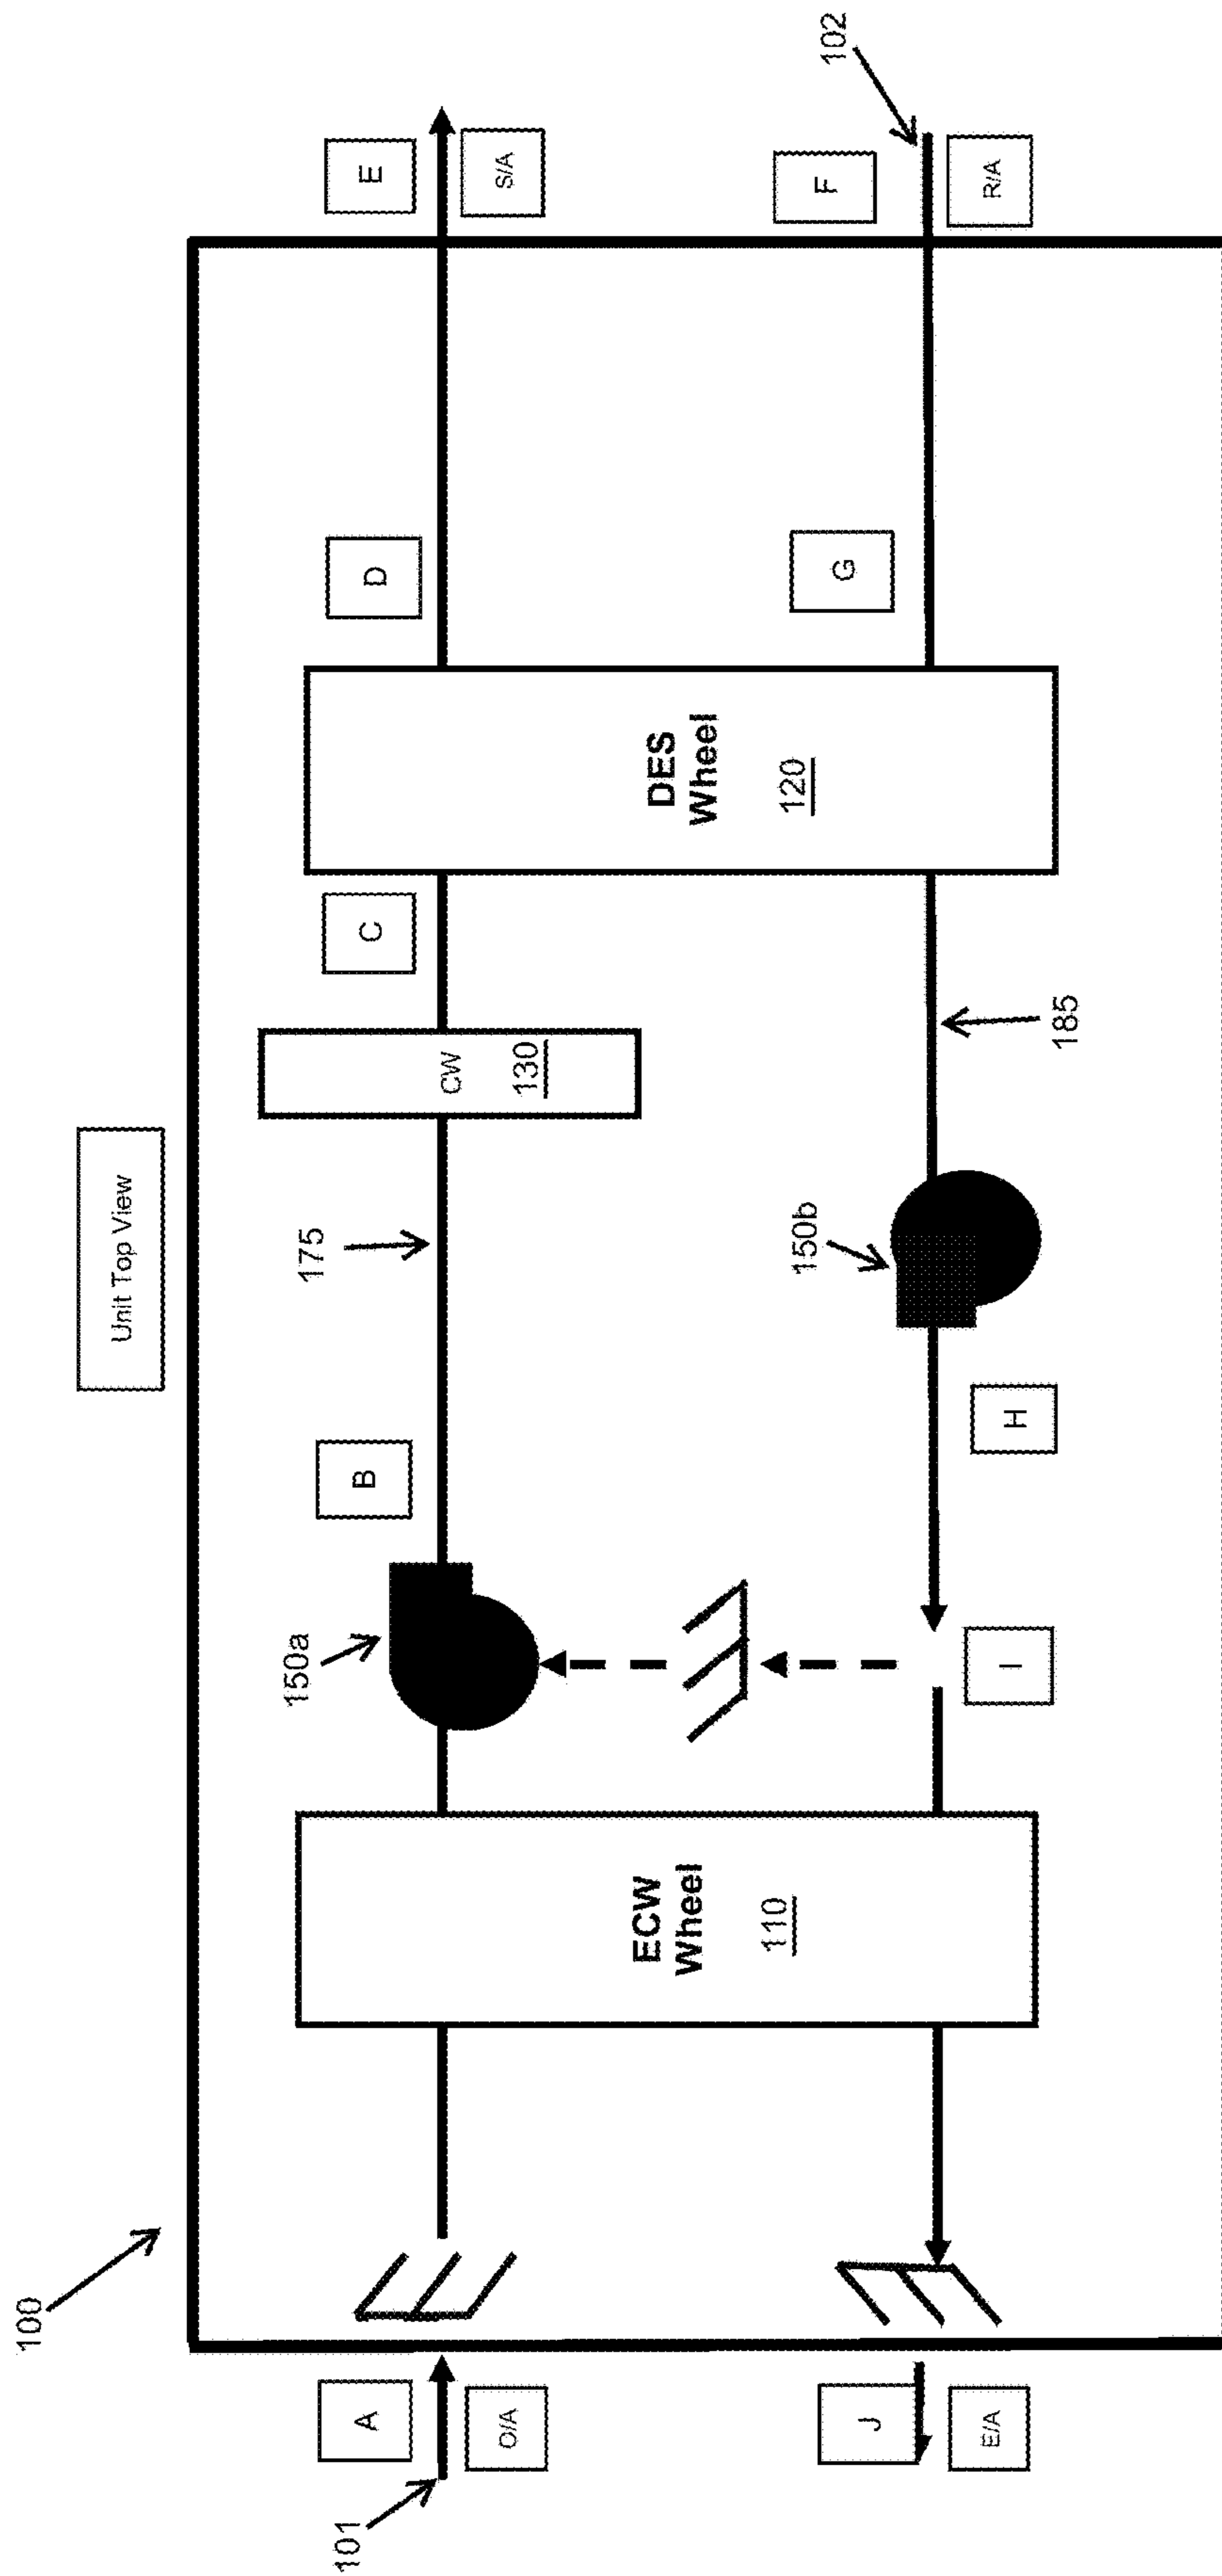 100
Unit Top View
101
A
O/A
150a
B
175
CW
130
C
D
E
S/A
ECW
Wheel
110
DES
Wheel
120
J
E/A
I
H
150b
185
G
F
R/A
102